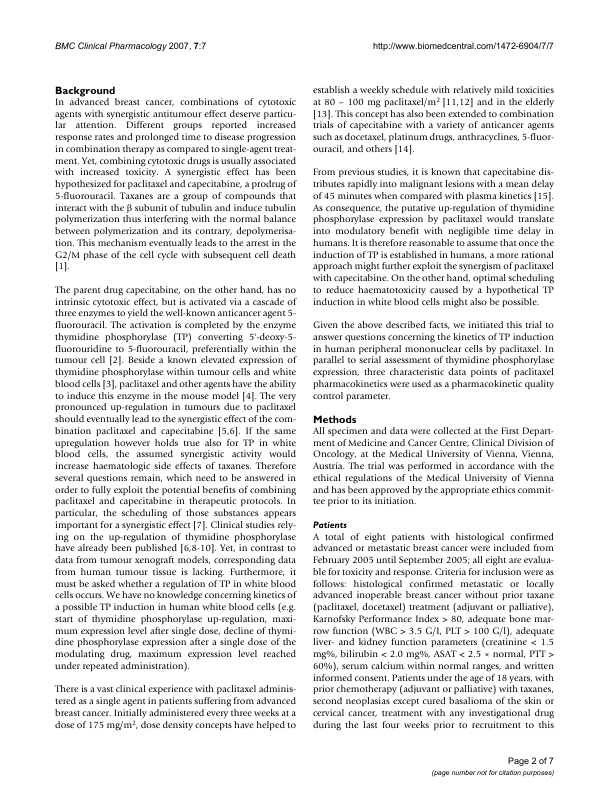 BMC Clinical Pharmacology 2007, 7:7
http://www.biomedcentral.com/1472-6904/7/7
Background
In advanced breast cancer, combinations of cytotoxic
agents with synergistic antitumour effect deserve particu-
lar attention. Different groups reported increased
response rates and prolonged time to disease progression
in combination therapy as compared to single-agent treat-
ment. Yet, combining cytotoxic drugs is usually associated
with increased toxicity. A synergistic effect has been
hypothesized for paclitaxel and capecitabine, a prodrug of
5-fluorouracil. Taxanes are a group of compounds that
interact with the β subunit of tubulin and induce tubulin
polymerization thus interfering with the normal balance
between polymerization and its contrary, depolymerisa-
tion. This mechanism eventually leads to the arrest in the
G2/M phase of the cell cycle with subsequent cell death
[1].
The parent drug capecitabine, on the other hand, has no
intrinsic cytotoxic effect, but is activated via a cascade of
three enzymes to yield the well-known anticancer agent 5-
fluorouracil. The activation is completed by the enzyme
thymidine phosphorylase (TP) converting 5'-deoxy-5-
fluorouridine to 5-fluorouracil, preferentially within the
tumour cell [2]. Beside a known elevated expression of
thymidine phosphorylase within tumour cells and white
blood cells [3], paclitaxel and other agents have the ability
to induce this enzyme in the mouse model [4]. The very
pronounced up-regulation in tumours due to paclitaxel
should eventually lead to the synergistic effect of the com-
bination paclitaxel and capecitabine [5,6]. If the same
upregulation however holds true also for TP in white
blood cells, the assumed synergistic activity would
increase haematologic side effects of taxanes. Therefore
several questions remain, which need to be answered in
order to fully exploit the potential benefits of combining
paclitaxel and capecitabine in therapeutic protocols. In
particular, the scheduling of those substances appears
important for a synergistic effect [7]. Clinical studies rely-
ing on the up-regulation of thymidine phosphorylase
have already been published [6,8-10]. Yet, in contrast to
data from tumour xenograft models, corresponding data
from human tumour tissue is lacking. Furthermore, it
must be asked whether a regulation of TP in white blood
cells occurs. We have no knowledge concerning kinetics of
a possible TP induction in human white blood cells (e.g.
start of thymidine phosphorylase upregulation, maxi-
mum expression level after single dose, decline of thymi-
dine phosphorylase expression after a single dose of the
modulating drug, maximum expression level reached
under repeated administration).
There is a vast clinical experience with paclitaxel adminis-
tered as a single agent in patients suffering from advanced
breast cancer. Initially administered every three weeks at a
dose of 175 mg/m², dose density concepts have helped to
establish a weekly schedule with relatively mild toxicities
at 80 – 100 mg paclitaxel/m² [11,12] and in the elderly
[13]. This concept has also been extended to combination
trials of capecitabine with a variety of anticancer agents
such as docetaxel, platinum drugs, anthracyclines, 5-fluor-
ouracil, and others [14].
From previous studies, it is known that capecitabine dis-
tributes rapidly into malignant lesions with a mean delay
of 45 minutes when compared with plasma kinetics [15].
As consequence, the putative up-regulation of thymidine
phosphorylase expression by paclitaxel would translate
into modulatory benefit with negligible time delay in
humans. It is therefore reasonable to assume that once the
induction of TP is established in humans, a more rational
approach might further exploit the synergism of paclitaxel
with capecitabine. On the other hand, optimal scheduling
to reduce haematotoxicity caused by a hypothetical TP
induction in white blood cells might also be possible.
Given the above described facts, we initiated this trial to
answer questions concerning the kinetics of TP induction
in human peripheral mononuclear cells by paclitaxel. In
parallel to serial assessment of thymidine phosphorylase
expression, three characteristic data points of paclitaxel
pharmacokinetics were used as a pharmacokinetic quality
control parameter.
Methods
All specimen and data were collected at the First Depart-
ment of Medicine and Cancer Centre, Clinical Division of
Oncology, at the Medical University of Vienna, Vienna,
Austria. The trial was performed in accordance with the
ethical regulations of the Medical University of Vienna
and has been approved by the appropriate ethics commit-
tee prior to its initiation.
Patients
A total of eight patients with histological confirmed
advanced or metastatic breast cancer were included from
February 2005 until September 2005; all eight are evalua-
ble for toxicity and response. Criteria for inclusion were as
follows: histological confirmed metastatic or locally
advanced inoperable breast cancer without prior taxane
(paclitaxel, docetaxel) treatment (adjuvant or palliative),
Karnofsky Performance Index > 80, adequate bone mar-
row function (WBC > 3.5 G/l, PLT > 100 G/l), adequate
liver- and kidney function parameters (creatinine < 1.5
mg%, bilirubin < 2.0 mg%, ASAT < 2.5 × normal, PTT >
60%), serum calcium within normal ranges, and written
informed consent. Patients under the age of 18 years, with
prior chemotherapy (adjuvant or palliative) with taxanes,
second neoplasias except cured basalioma of the skin or
cervical cancer, treatment with any investigational drug
during the last four weeks prior to recruitment to this
Page 2 of 7
(page number not for citation purposes)